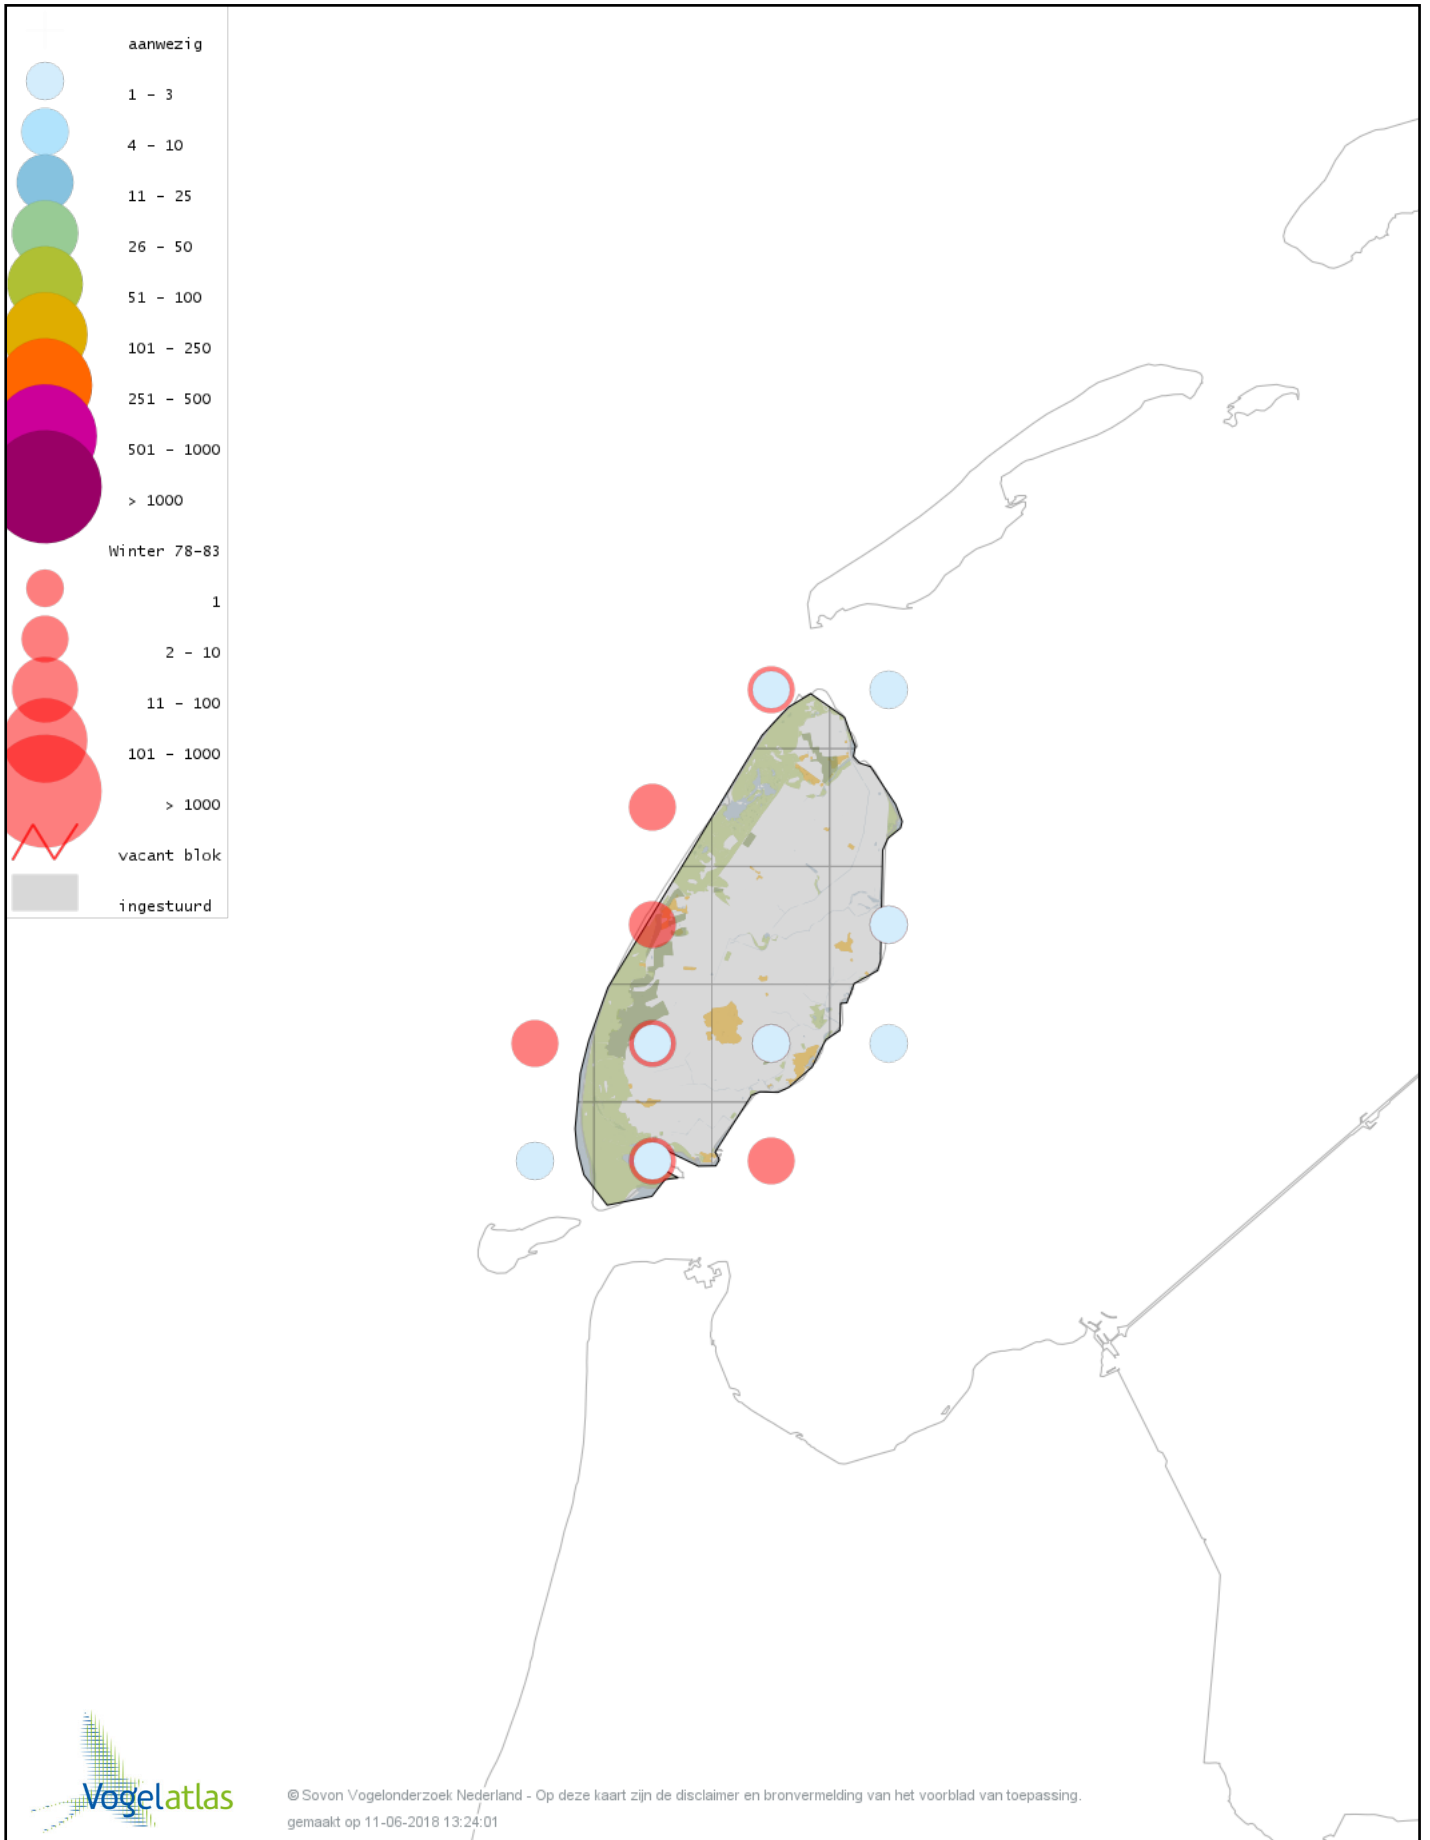 aanwezig
1 - 3
4 - 10
11 - 25
26 - 50
51 - 100
101 - 250
251 - 500
501 - 1000
> 1000
Winter 78-83
1
2 - 10
11 - 100
101 - 1000
> 1000
vacant blok
ingestuurd
Vogelatlas
© Sovon Vogelonderzoek Nederland - Op deze kaart zijn de disclaimer en bronvermelding van het voorblad van toepassing.
gemaakt op 11-06-2018 13:24:01